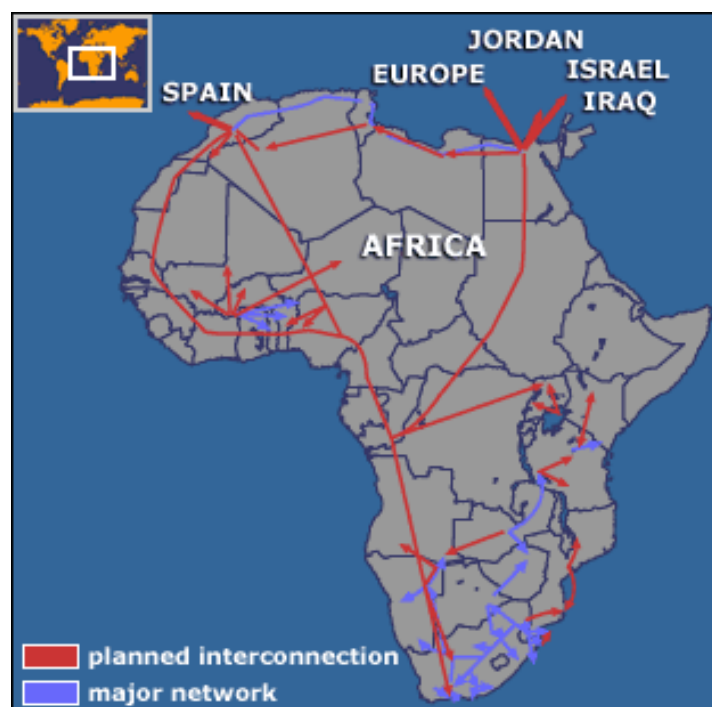 JORDAN
EUROPE
ISRAEL
SPAIN
IRAQ
AFRICA
planned interconnection
major network